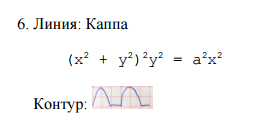 6. Линия: Каппа
(x² + y²)²y² = a²x²
Контур: